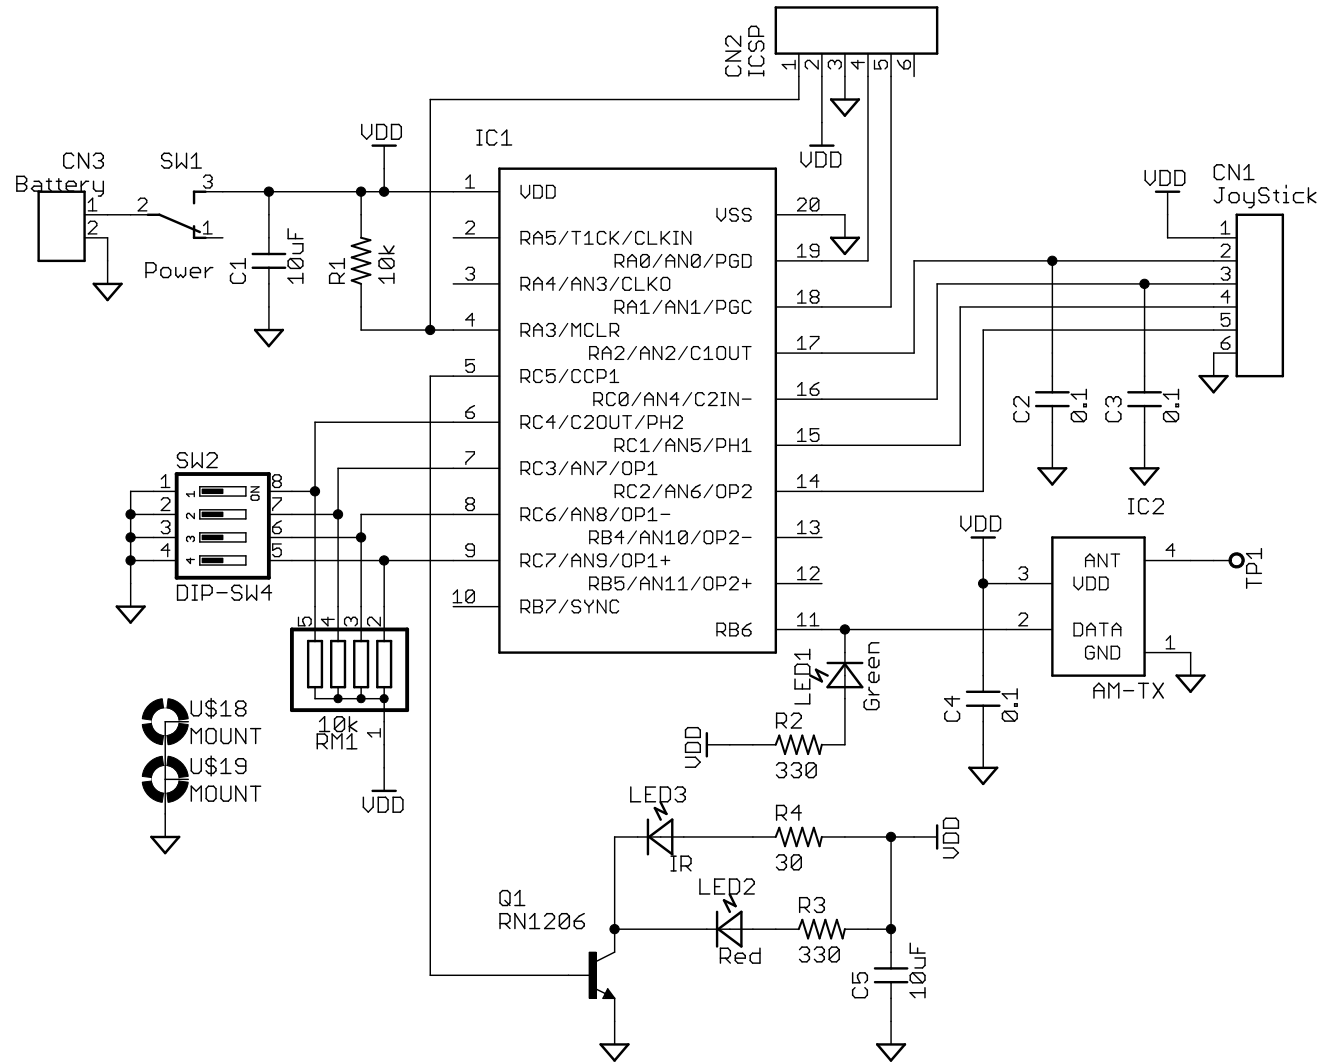 CN2
ICSP
1
2
3
4
5
6
VDD
CN3
Battery
1
2
SW1
2
3
1
Power
VDD
C1
10uF
R1
10k
IC1
1
2
3
4
5
6
7
8
9
10
VDD
RA5/T1CK/CLKIN
RA4/AN3/CLKO
RA3/MCLR
RC5/CCP1
RC4/C2OUT/PH2
RC3/AN7/OP1
RC6/AN8/OP1-
RC7/AN9/OP1+
RB7/SYNC
VSS
RA0/AN0/PGD
RA1/AN1/PGC
RA2/AN2/C1OUT
RC0/AN4/C2IN-
RC1/AN5/PH1
RC2/AN6/OP2
RB4/AN10/OP2-
RB5/AN11/OP2+
RB6
20
19
18
17
16
15
14
13
12
11
VDD
CN1
JoyStick
1
2
3
4
5
6
C2
0.1
C3
0.1
SW2
1
2
3
4
1
2
3
4
ON
8
7
6
5
DIP-SW4
5
4
3
2
10k
RM1
1
VDD
U$18
MOUNT
U$19
MOUNT
IC2
VDD
3
2
ANT
VDD
DATA
GND
4
1
TP1
AM-TX
C4
0.1
LED1
Green
VDD
R2
330
LED3
IR
R4
30
VDD
LED2
Red
R3
330
Q1
RN1206
C5
10uF